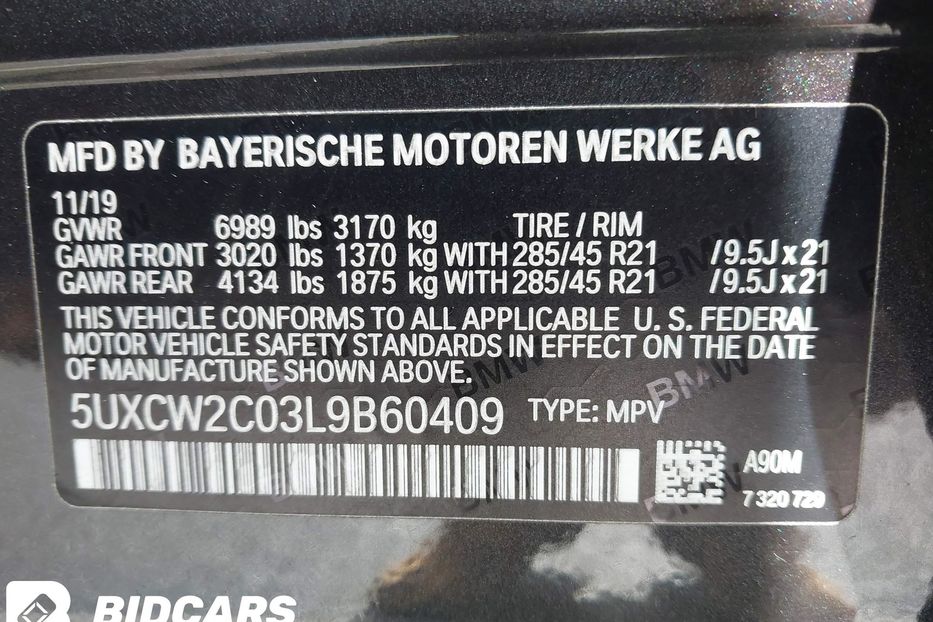 MFD BY BAYERISCHE MOTOREN WERKE AG
11/19
GVWR 6989 lbs 3170 kg TIRE / RIM
GAWR FRONT 3020 lbs 1370 kg WITH 285/45 R21 /9.5J x 21
GAWR REAR 4134 lbs 1875 kg WITH 285/45 R21 /9.5J x 21
THIS VEHICLE CONFORMS TO ALL APPLICABLE U. S. FEDERAL
MOTOR VEHICLE SAFETY STANDARDS IN EFFECT ON THE DATE
OF MANUFACTURE SHOWN ABOVE.
5UXCW2C03L9B60409 TYPE: MPV
A90M
7 320 729
BIDCARS